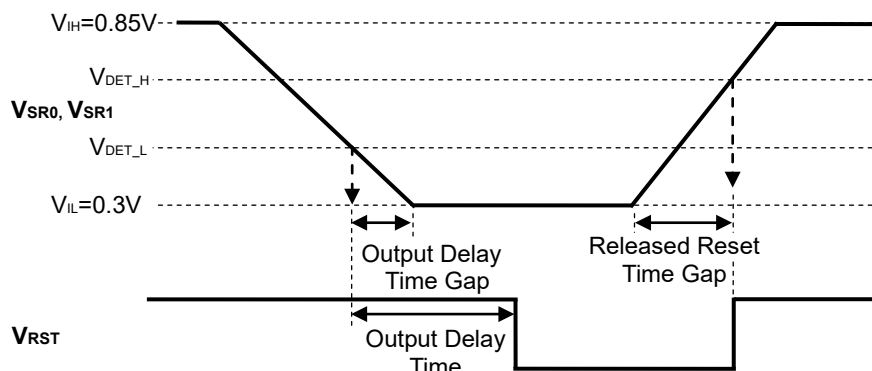 VIH=0.85V
VDET_H
VSR0, VSR1
VDET_L
VIL=0.3V
Output Delay
Time Gap
Released Reset
Time Gap
VRST
Output Delay
Time